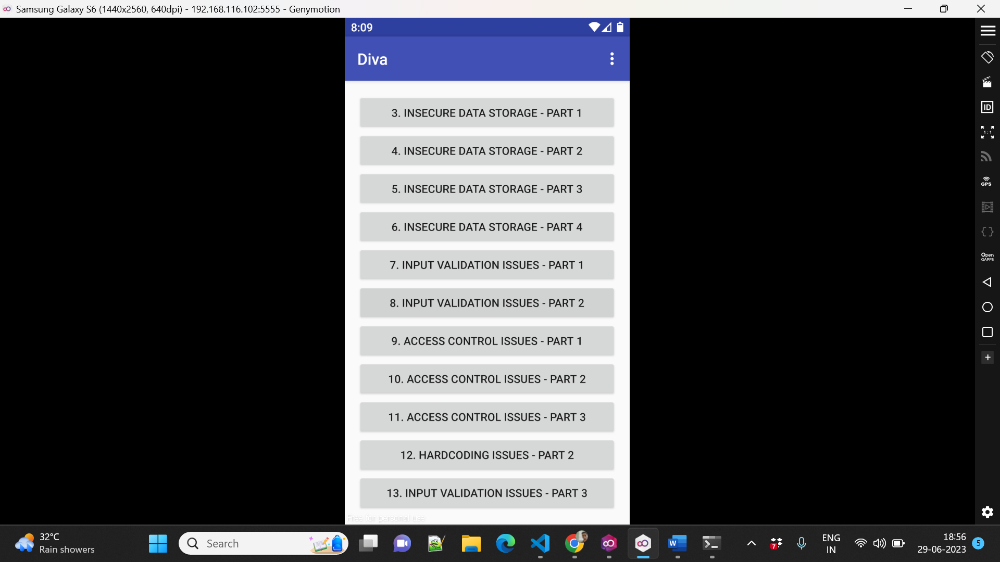 Samsung Galaxy S6 (1440x2560, 640dpi) - 192.168.116.102:5555 - Genymotion
8:09
Diva
3. INSECURE DATA STORAGE - PART 1
4. INSECURE DATA STORAGE - PART 2
5. INSECURE DATA STORAGE - PART 3
6. INSECURE DATA STORAGE - PART 4
7. INPUT VALIDATION ISSUES - PART 1
8. INPUT VALIDATION ISSUES - PART 2
9. ACCESS CONTROL ISSUES - PART 1
10. ACCESS CONTROL ISSUES - PART 2
11. ACCESS CONTROL ISSUES - PART 3
12. HARDCODING ISSUES - PART 2
13. INPUT VALIDATION ISSUES - PART 3
Free for personal use
ID
1:1
GPS
Open
GAPPS
32°C
Rain showers
Search
W
7
ENG
IN
18:56
29-06-2023
5